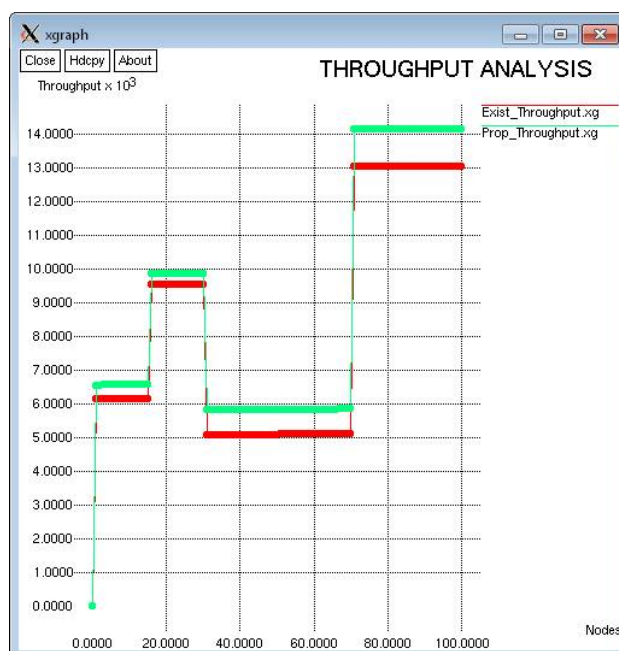 xgraph
Close Hdcpy About
THROUGHPUT ANALYSIS
Throughput x 10³
Exist_Throughput.xg
Prop_Throughput.xg
14.0000
13.0000
12.0000
11.0000
10.0000
9.0000
8.0000
7.0000
6.0000
5.0000
4.0000
3.0000
2.0000
1.0000
0.0000
Nodes
0.0000 20.0000 40.0000 60.0000 80.0000 100.0000